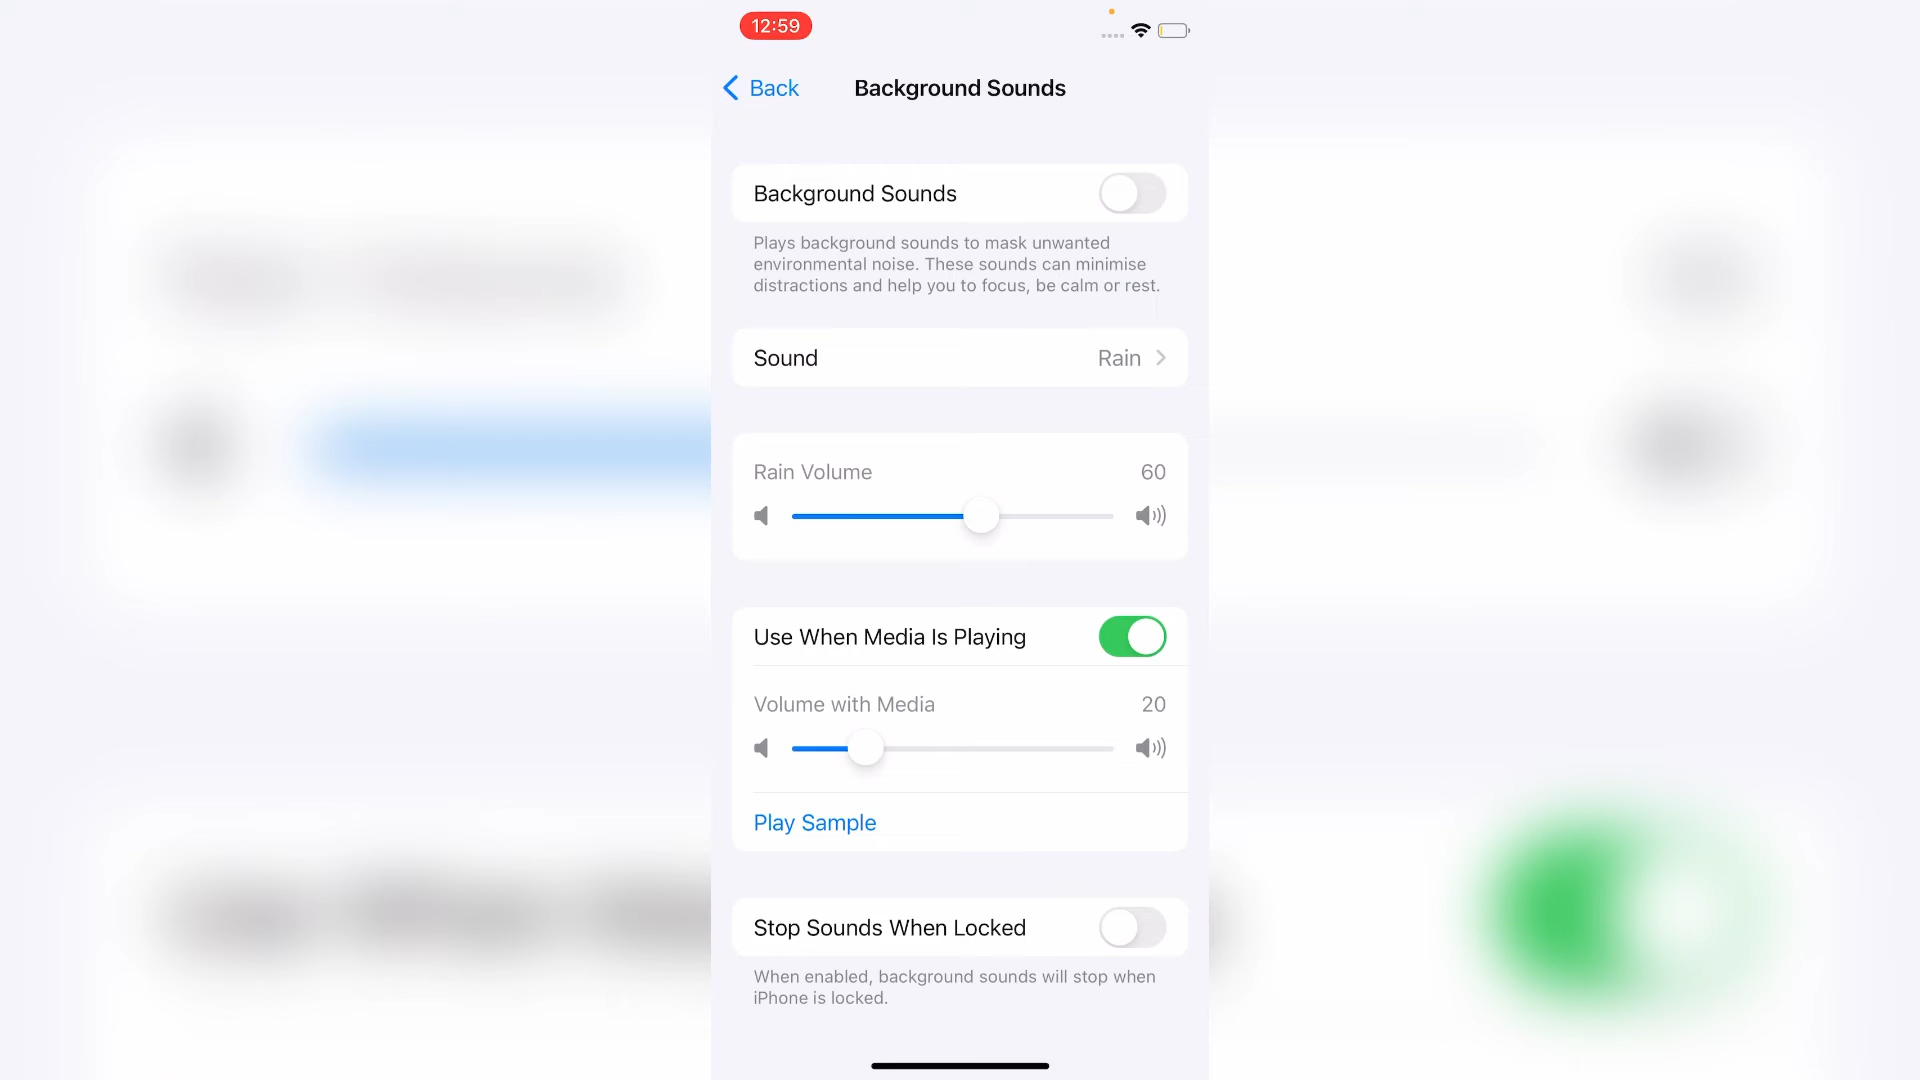 12:59
Back
Background Sounds
Background Sounds
Plays background sounds to mask unwanted
environmental noise. These sounds can minimise
distractions and help you to focus, be calm or rest.
Sound Rain
Rain Volume 60
Use When Media Is Playing
Volume with Media 20
Play Sample
Stop Sounds When Locked
When enabled, background sounds will stop when
iPhone is locked.